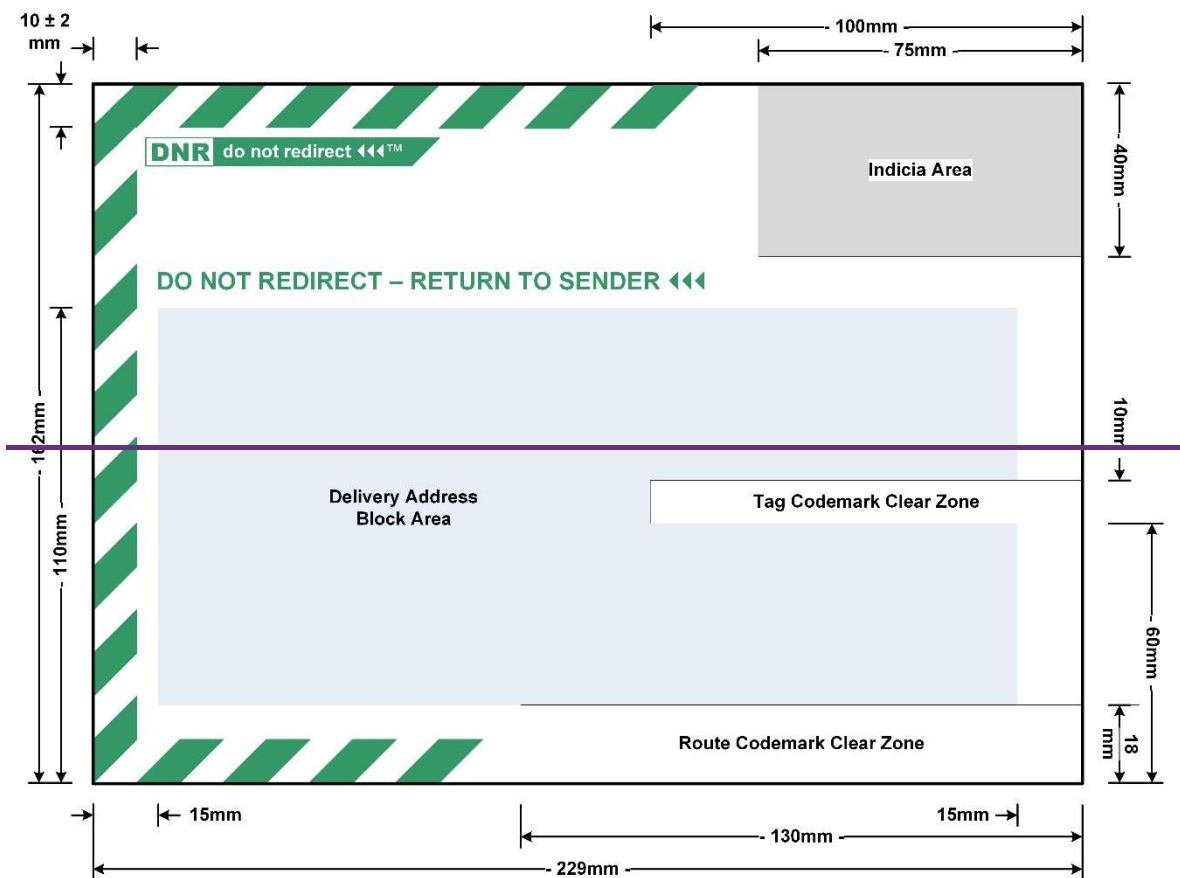 10 ± 2
mm
- 100mm -
- 75mm -
DNR do not redirect ™
Indicia Area
- 40mm -
DO NOT REDIRECT – RETURN TO SENDER
- 162mm -
- 110mm -
10mm
Delivery Address
Block Area
Tag Codemark Clear Zone
- 60mm -
Route Codemark Clear Zone
18
mm
15mm
15mm
- 130mm -
- 229mm -